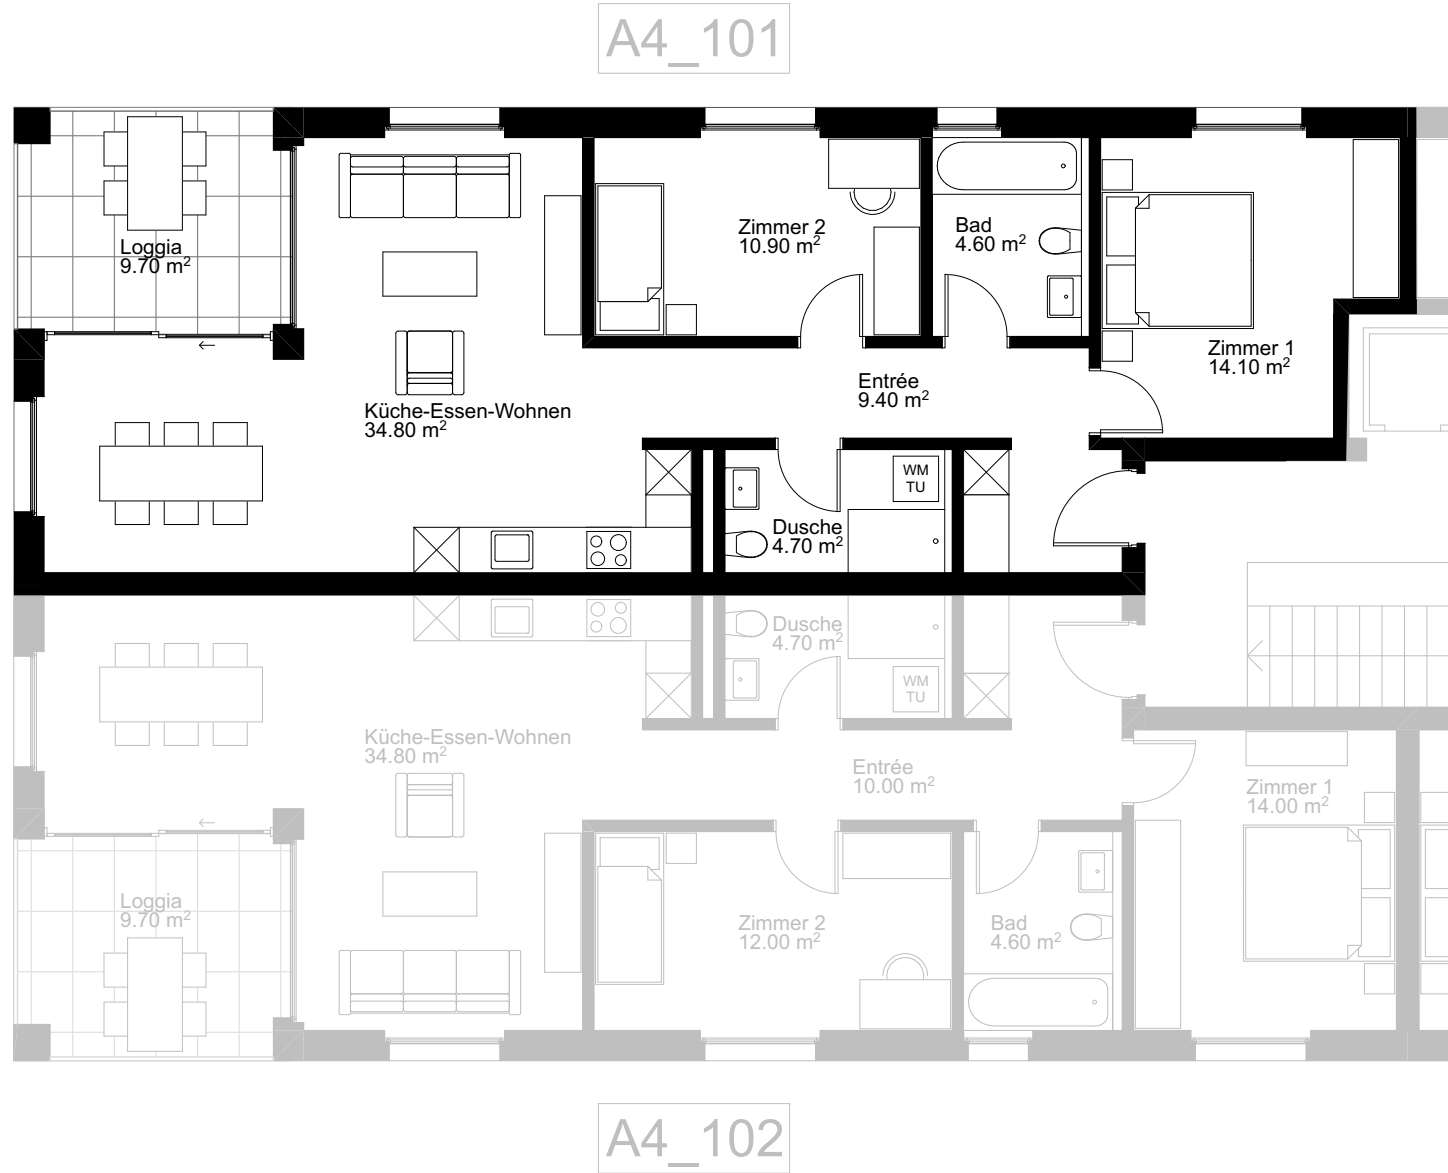 A4_101
Loggia
9.70 m²
Zimmer 2
10.90 m²
Bad
4.60 m²
Zimmer 1
14.10 m²
Entrée
9.40 m²
Küche-Essen-Wohnen
34.80 m²
WM
TU
Dusche
4.70 m²
Dusche
4.70 m²
WM
TU
Küche-Essen-Wohnen
34.80 m²
Entrée
10.00 m²
Zimmer 1
14.00 m²
Loggia
9.70 m²
Zimmer 2
12.00 m²
Bad
4.60 m²
A4_102